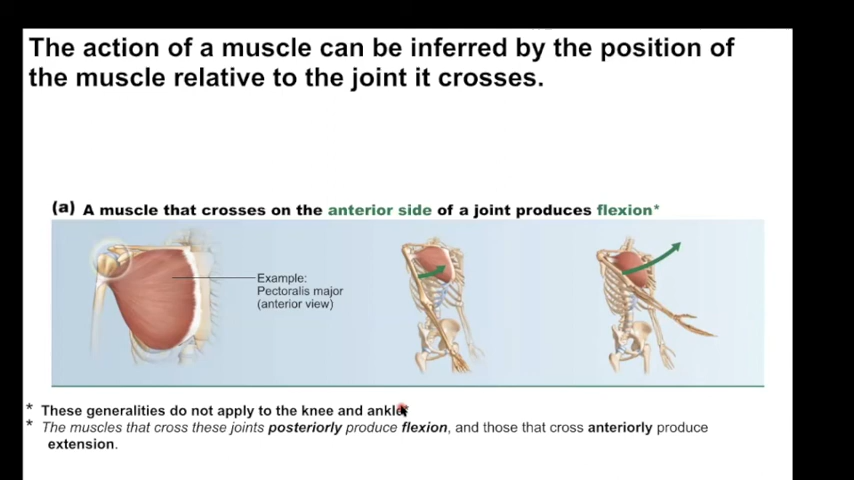 The action of a muscle can be inferred by the position of
the muscle relative to the joint it crosses.
(a) A muscle that crosses on the anterior side of a joint produces flexion*
Example:
Pectoralis major
(anterior view)
* These generalities do not apply to the knee and ankle*
* The muscles that cross these joints posteriorly produce flexion, and those that cross anteriorly produce
extension.